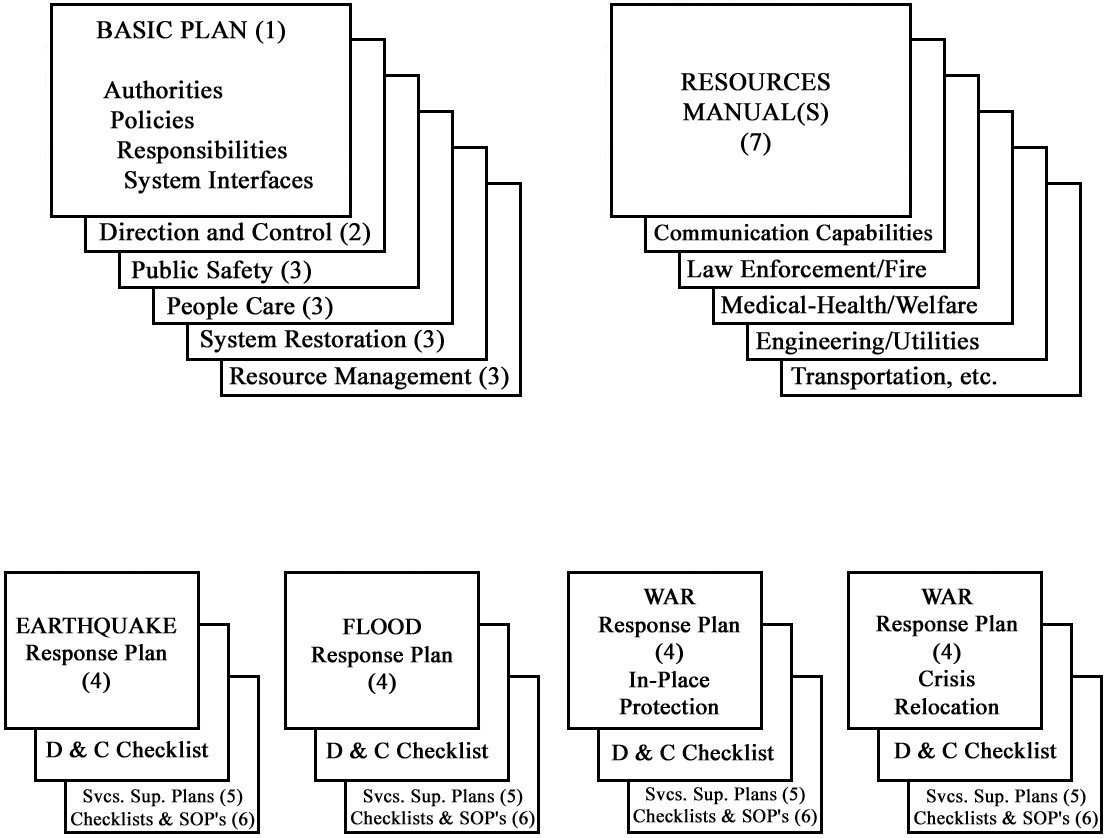 BASIC PLAN (1)
Authorities
Policies
Responsibilities
System Interfaces
Direction and Control (2)
Public Safety (3)
People Care (3)
System Restoration (3)
Resource Management (3)
RESOURCES
MANUAL(S)
(7)
Communication Capabilities
Law Enforcement/Fire
Medical-Health/Welfare
Engineering/Utilities
Transportation, etc.
EARTHQUAKE
Response Plan
(4)
D & C Checklist
Svcs. Sup. Plans (5)
Checklists & SOP's (6)
FLOOD
Response Plan
(4)
D & C Checklist
Svcs. Sup. Plans (5)
Checklists & SOP's (6)
WAR
Response Plan
(4)
In-Place
Protection
D & C Checklist
Svcs. Sup. Plans (5)
Checklists & SOP's (6)
WAR
Response Plan
(4)
Crisis
Relocation
D & C Checklist
Svcs. Sup. Plans (5)
Checklists & SOP's (6)